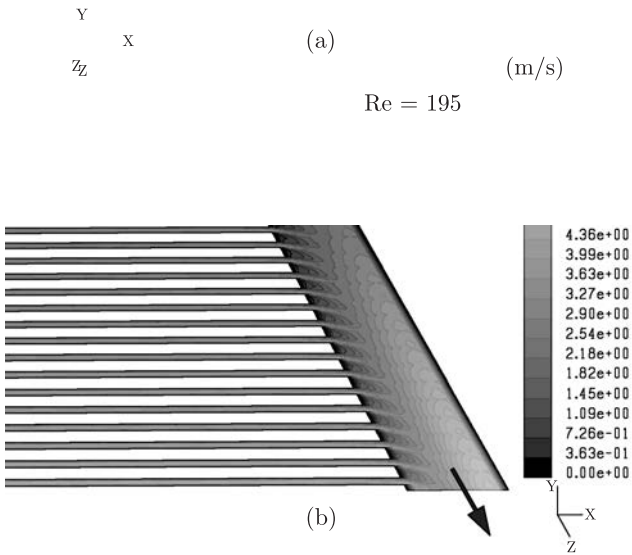 Y
X
(a)
ZZ
(m/s)
Re = 195
4.36e+00
3.99e+00
3.63e+00
3.27e+00
2.90e+00
2.54e+00
2.18e+00
1.82e+00
1.45e+00
1.09e+00
7.26e-01
3.63e-01
0.00e+00
Y
X
(b)
Z